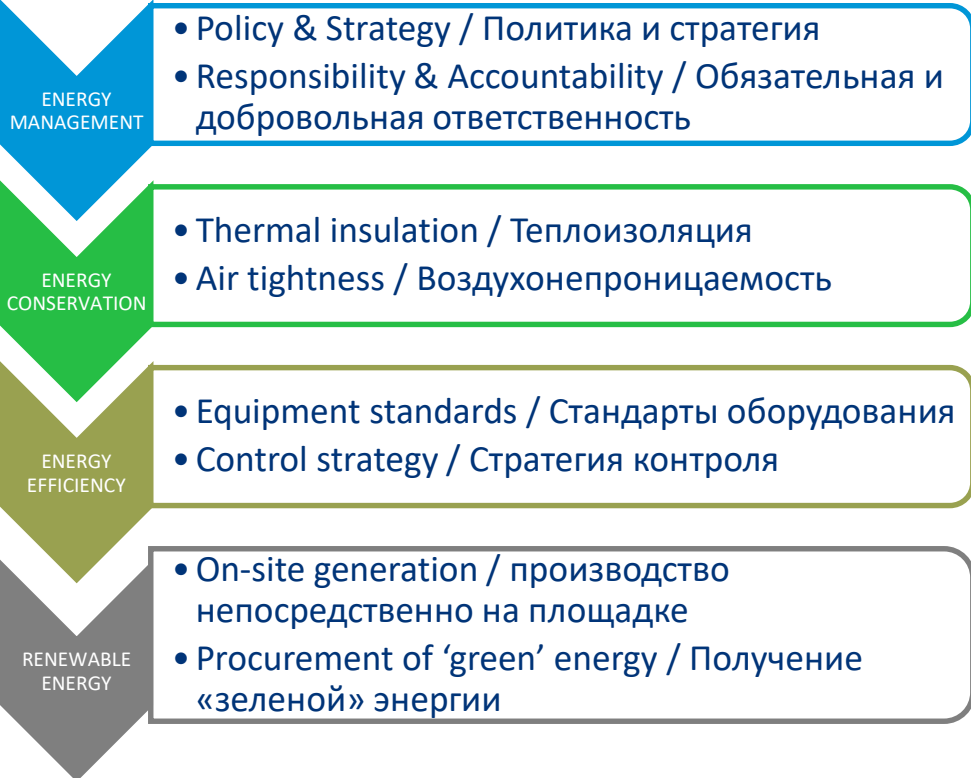 ENERGY
MANAGEMENT
• Policy & Strategy / Политика и стратегия
• Responsibility & Accountability / Обязательная и
добровольная ответственность
ENERGY
CONSERVATION
• Thermal insulation / Теплоизоляция
• Air tightness / Воздухонепроницаемость
ENERGY
EFFICIENCY
• Equipment standards / Стандарты оборудования
• Control strategy / Стратегия контроля
RENEWABLE
ENERGY
• On-site generation / производство
непосредственно на площадке
• Procurement of ‘green’ energy / Получение
«зеленой» энергии